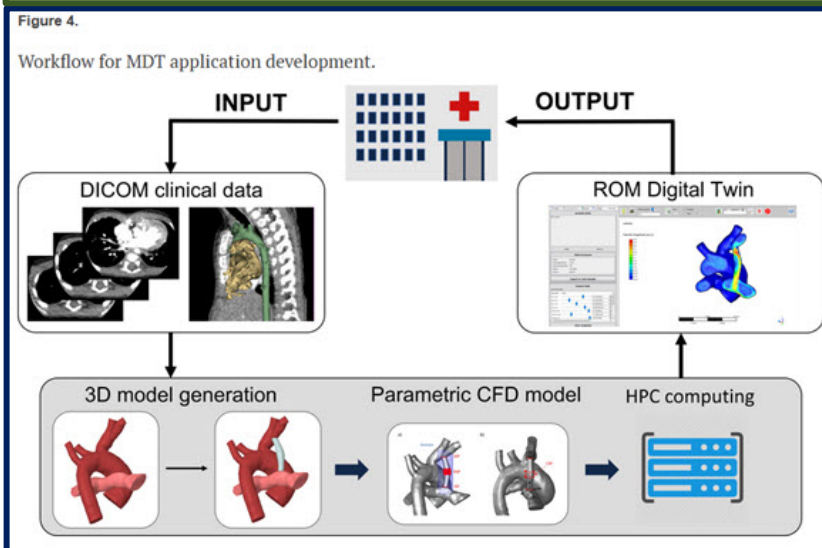 Figure 4.
Workflow for MDT application development.
INPUT
OUTPUT
DICOM clinical data
ROM Digital Twin
3D model generation
Parametric CFD model
HPC computing